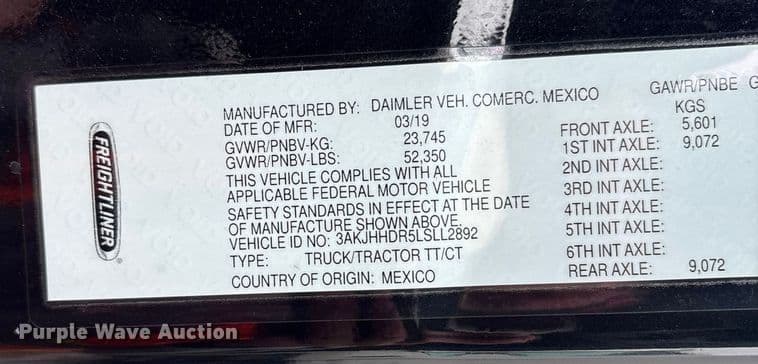 FREIGHTLINER
MANUFACTURED BY: DAIMLER VEH. COMERC. MEXICO
DATE OF MFR: 03/19
GVWR/PNBV-KG: 23,745
GVWR/PNBV-LBS: 52,350
THIS VEHICLE COMPLIES WITH ALL
APPLICABLE FEDERAL MOTOR VEHICLE
SAFETY STANDARDS IN EFFECT AT THE DATE
OF MANUFACTURE SHOWN ABOVE.
VEHICLE ID NO: 3AKJHHDR5LSLL2892
TYPE: TRUCK/TRACTOR TT/CT
COUNTRY OF ORIGIN: MEXICO
GAWR/PNBE G
KGS
FRONT AXLE: 5,601
1ST INT AXLE: 9,072
2ND INT AXLE:
3RD INT AXLE:
4TH INT AXLE:
5TH INT AXLE:
6TH INT AXLE:
REAR AXLE: 9,072
Purple Wave Auction